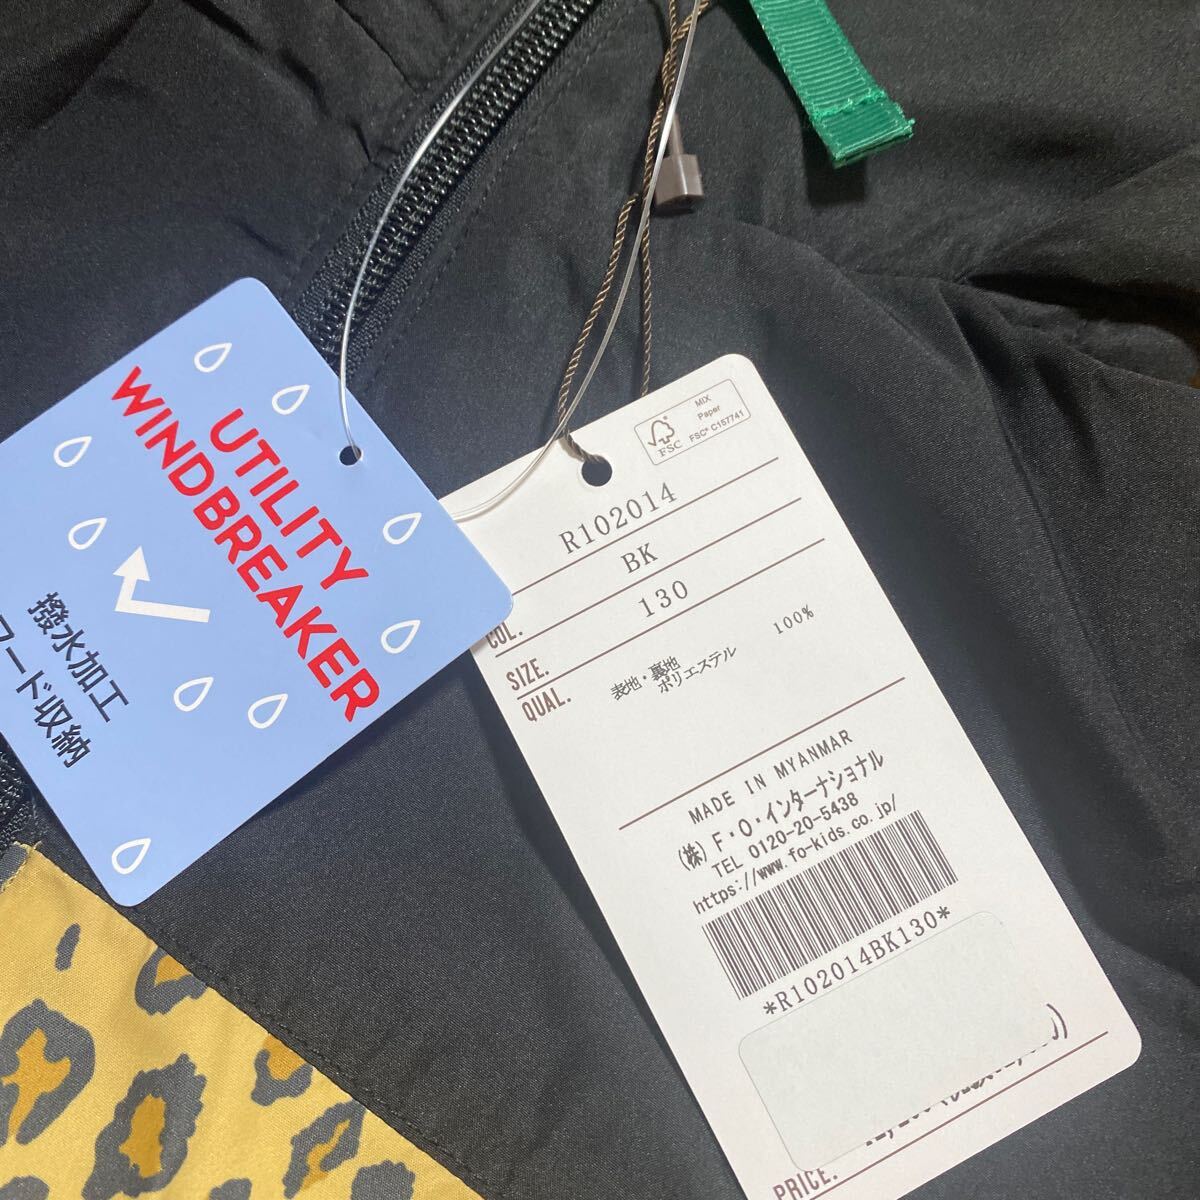 UTILITY
WINDBREAKER
撥水加工
ード収納
FSC
MIX
Paper
FSC® C157741
R102014
COL. BK
SIZE. 130
QUAL. 表地・裏地
ポリエステル 100%
MADE IN MYANMAR
(株) F・O・インターナショナル
TEL 0120-20-5438
https://www.fo-kids.co.jp/
*R102014BK130*
PRICE.